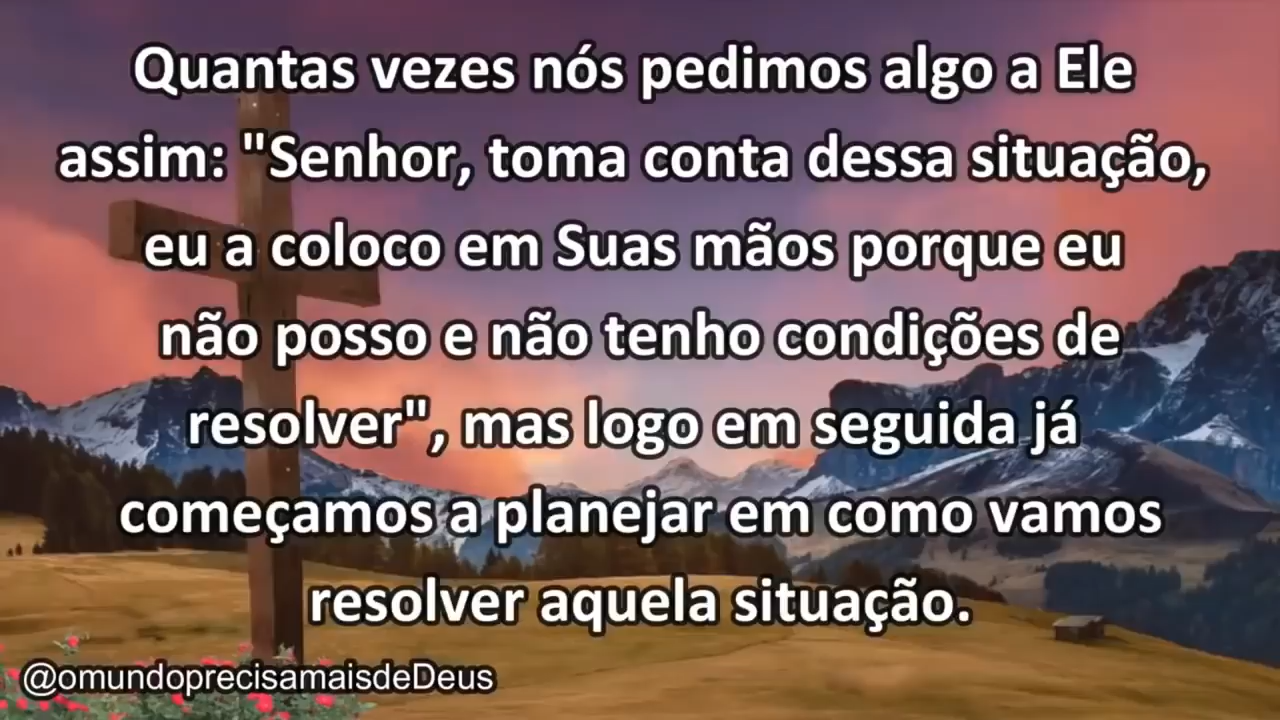 Quantas vezes nós pedimos algo a Ele
assim: "Senhor, toma conta dessa situação,
eu a coloco em Suas mãos porque eu
não posso e não tenho condições de
resolver", mas logo em seguida já
começamos a planejar em como vamos
resolver aquela situação.
@omundoprecisamaisdeDeus